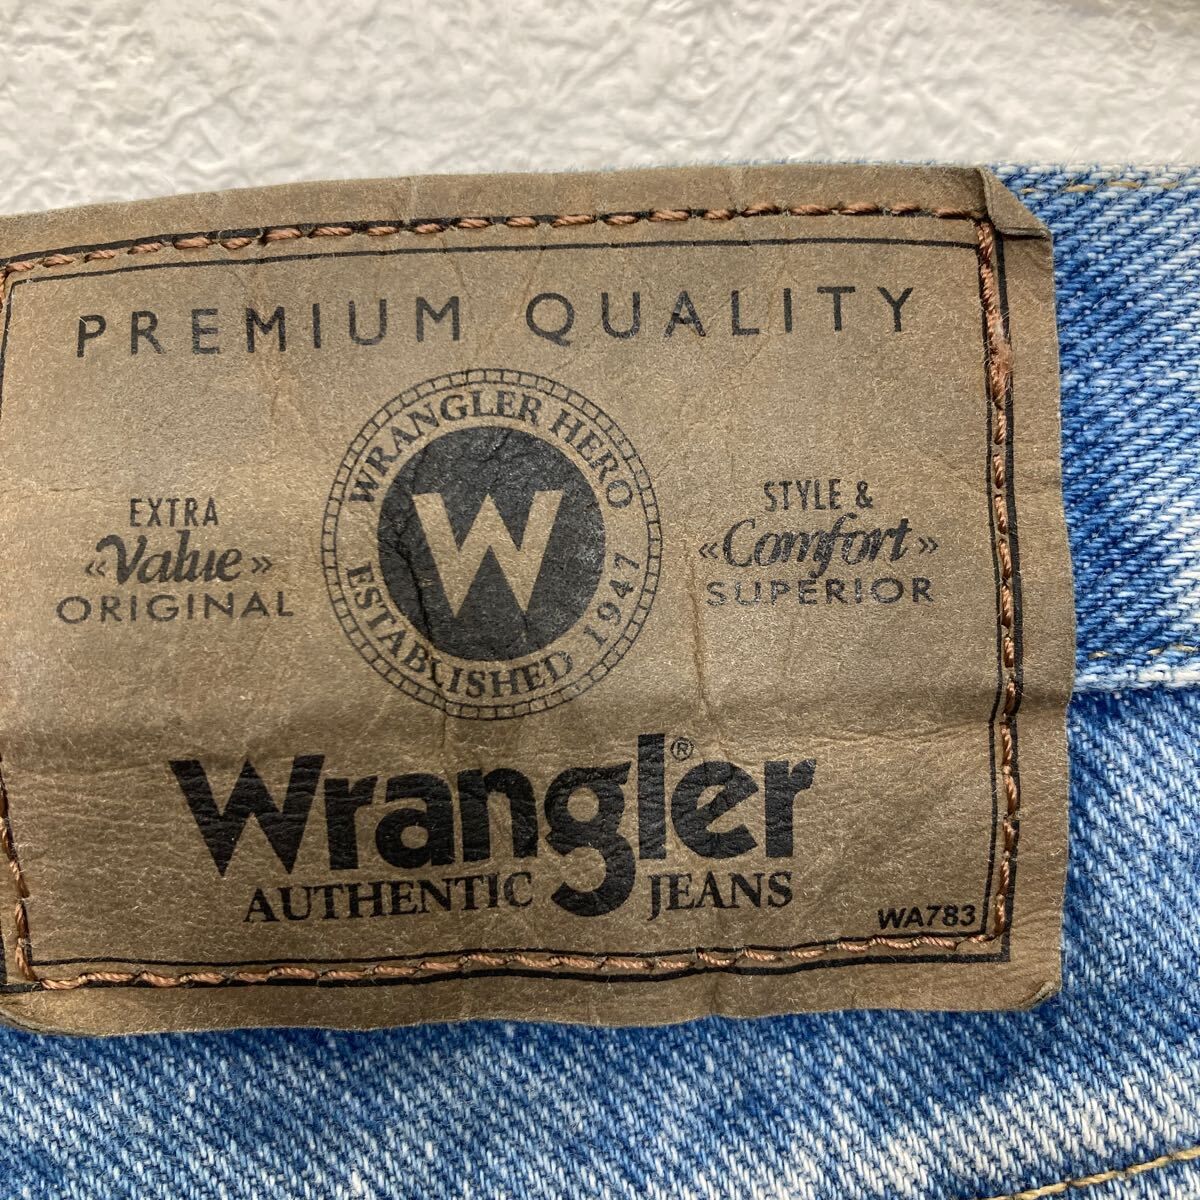 PREMIUM QUALITY
WRANGLER HERO
ESTABLISHED 1947
W
EXTRA
«Value»
ORIGINAL
STYLE &
«Comfort»
SUPERIOR
Wrangler®
AUTHENTIC JEANS
WA783